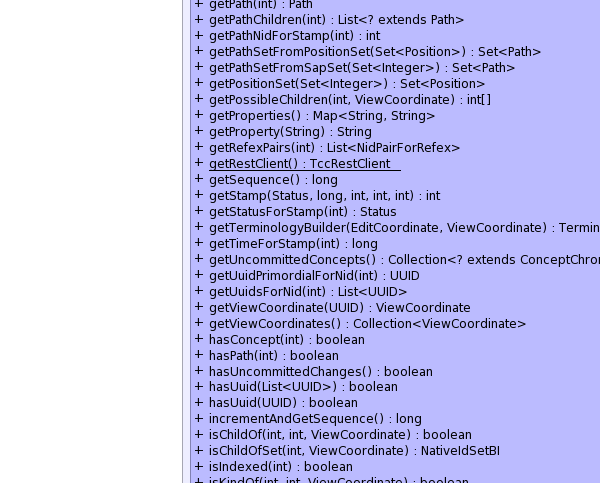 + getPath(int) : Path
+ getPathChildren(int) : List<? extends Path>
+ getPathNidForStamp(int) : int
+ getPathSetFromPositionSet(Set<Position>) : Set<Path>
+ getPathSetFromSapSet(Set<Integer>) : Set<Path>
+ getPositionSet(Set<Integer>) : Set<Position>
+ getPossibleChildren(int, ViewCoordinate) : int[]
+ getProperties() : Map<String, String>
+ getProperty(String) : String
+ getRefexPairs(int) : List<NidPairForRefex>
+ getRestClient() : TccRestClient
+ getSequence() : long
+ getStamp(Status, long, int, int, int) : int
+ getStatusForStamp(int) : Status
+ getTerminologyBuilder(EditCoordinate, ViewCoordinate) : Termin
+ getTimeForStamp(int) : long
+ getUncommittedConcepts() : Collection<? extends ConceptChron
+ getUuidPrimordialForNid(int) : UUID
+ getUuidsForNid(int) : List<UUID>
+ getViewCoordinate(UUID) : ViewCoordinate
+ getViewCoordinates() : Collection<ViewCoordinate>
+ hasConcept(int) : boolean
+ hasPath(int) : boolean
+ hasUncommittedChanges() : boolean
+ hasUuid(List<UUID>) : boolean
+ hasUuid(UUID) : boolean
+ incrementAndGetSequence() : long
+ isChildOf(int, int, ViewCoordinate) : boolean
+ isChildOfSet(int, ViewCoordinate) : NativeIdSetBI
+ isIndexed(int) : boolean
+ isKindOf(int, int, ViewCoordinate) : boolean